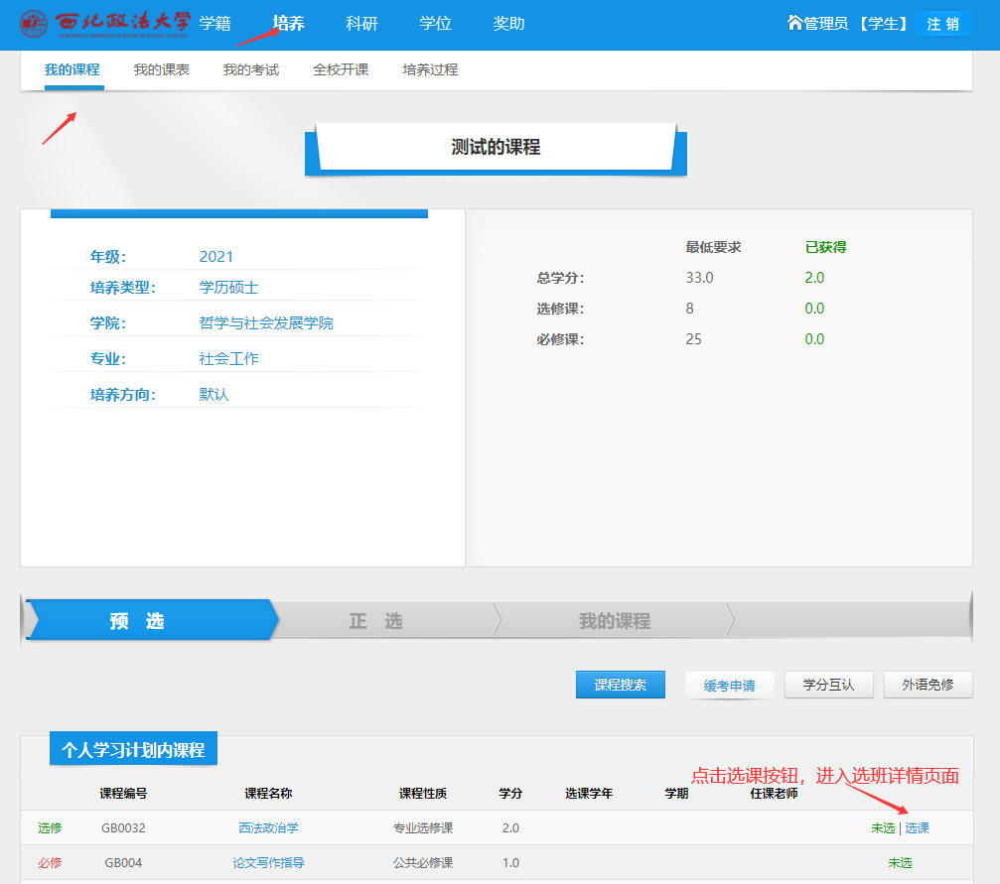 西北政法大学 学籍 培养 科研 学位 奖助 管理员 【学生】 注 销
我的课程 我的课表 我的考试 全校开课 培养过程
测试的课程
最低要求 已获得
年级： 2021
总学分： 33.0 2.0
培养类型： 学历硕士
选修课： 8 0.0
学院： 哲学与社会发展学院
必修课： 25 0.0
专业： 社会工作
培养方向： 默认
预 选 正 选 我的课程
课程搜索 缓考申请 学分互认 外语免修
个人学习计划内课程
点击选课按钮，进入选班详情页面
课程编号 课程名称 课程性质 学分 选课学年 学期 任课老师
选修 GB0032 西法政治学 专业选修课 2.0 未选 | 选课
必修 GB004 论文写作指导 公共必修课 1.0 未选